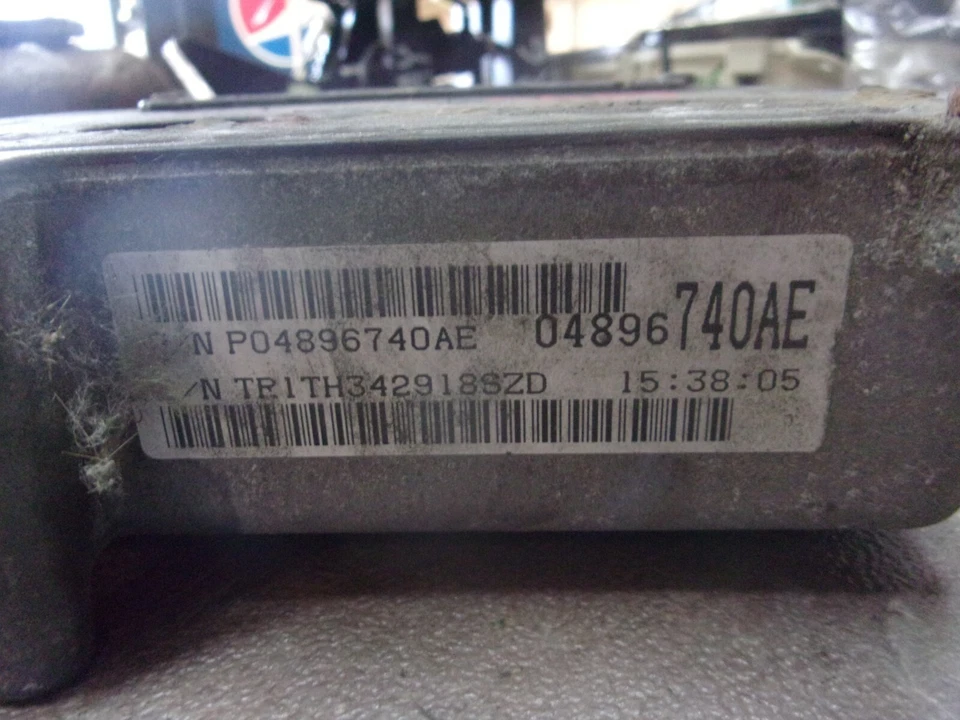 /N P04896740AE 04896740AE
/N TR1TH342918SZD 15:38:05